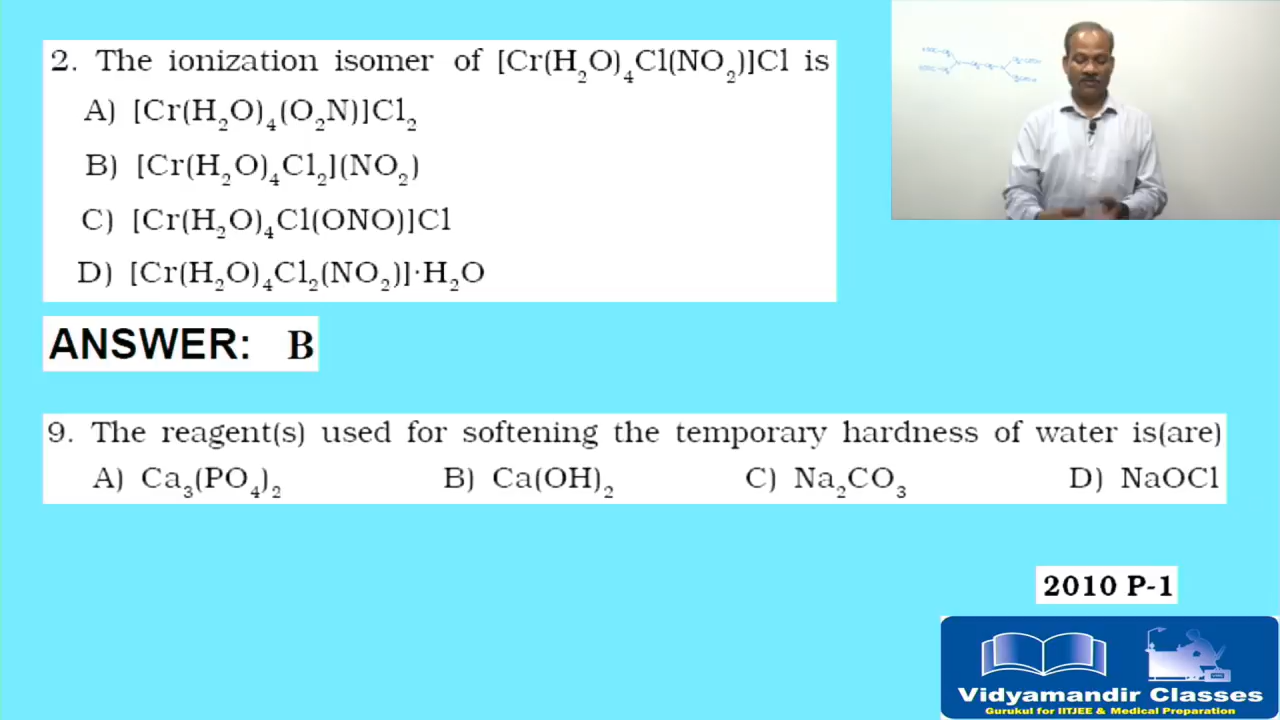 2. The ionization isomer of [Cr(H₂O)₄Cl(NO₂)]Cl is
A) [Cr(H₂O)₄(O₂N)]Cl₂
B) [Cr(H₂O)₄Cl₂](NO₂)
C) [Cr(H₂O)₄Cl(ONO)]Cl
D) [Cr(H₂O)₄Cl₂(NO₂)]·H₂O
ANSWER: B
9. The reagent(s) used for softening the temporary hardness of water is(are)
A) Ca₃(PO₄)₂ B) Ca(OH)₂ C) Na₂CO₃ D) NaOCl
2010 P-1
Vidyamandir Classes
Gurukul for IITJEE & Medical Preparation